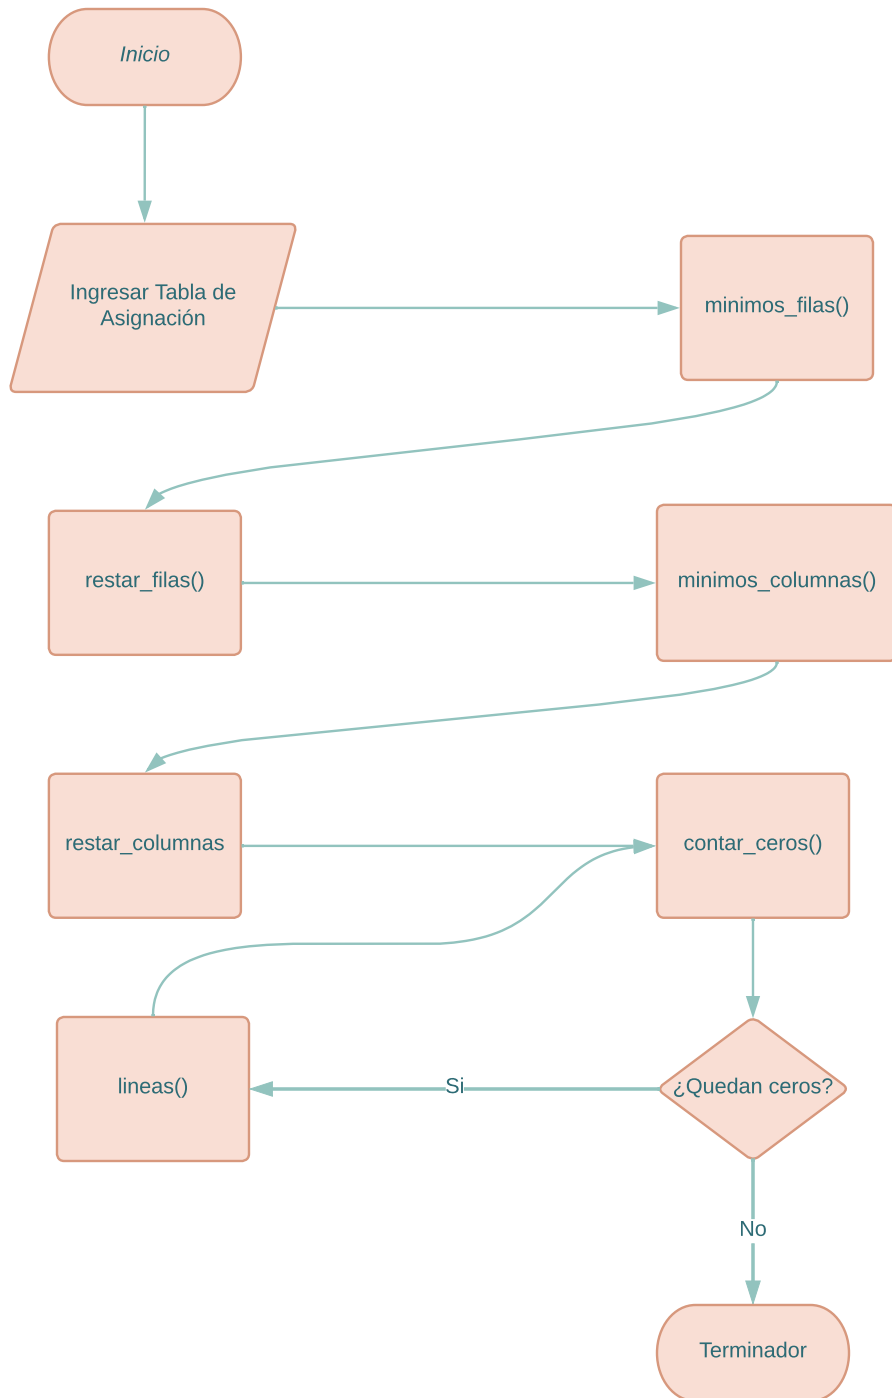 Inicio
Ingresar Tabla de
Asignación
minimos_filas()
restar_filas()
minimos_columnas()
restar_columnas
contar_ceros()
lineas()
Si
¿Quedan ceros?
No
Terminador